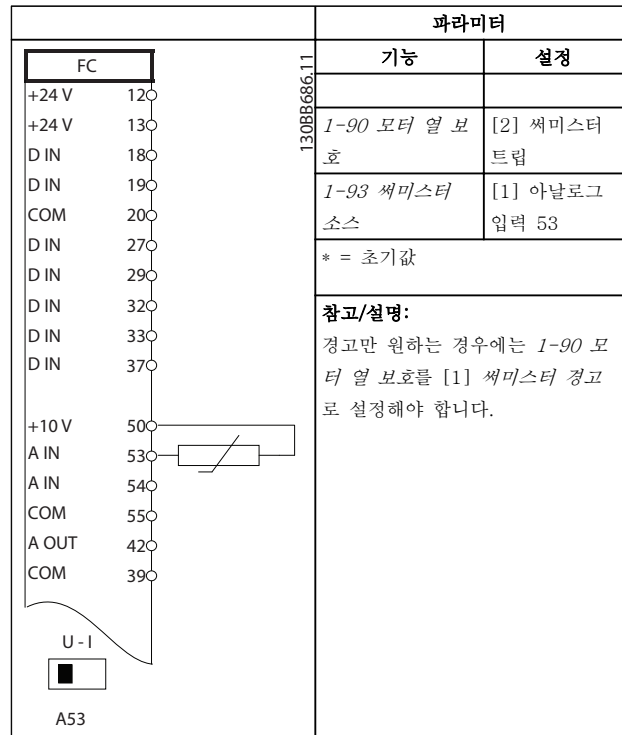 파라미터
기능 설정
FC
130BB686.11
+24 V 12
+24 V 13
D IN 18
D IN 19
COM 20
D IN 27
D IN 29
D IN 32
D IN 33
D IN 37
+10 V 50
A IN 53
A IN 54
COM 55
A OUT 42
COM 39
U - I
A53
1-90 모터 열 보
호
[2] 써미스터
트립
1-93 써미스터
소스
[1] 아날로그
입력 53
* = 초기값
참고/설명:
경고만 원하는 경우에는 1-90 모
터 열 보호를 [1] 써미스터 경고
로 설정해야 합니다.